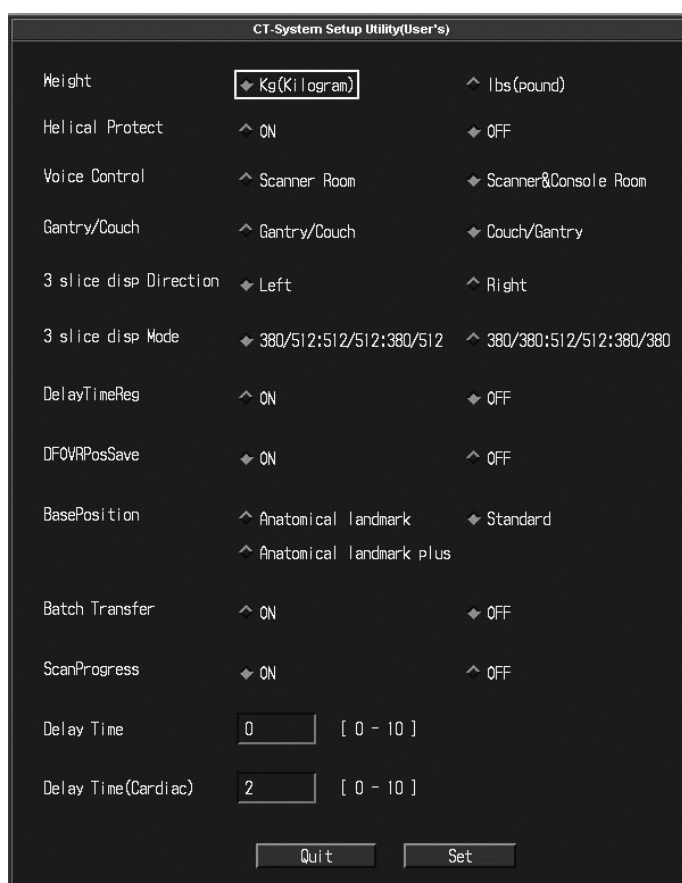 CT-System Setup Utility(User's)
Weight Kg(Kilogram) lbs(pound)
Helical Protect ON OFF
Voice Control Scanner Room Scanner&Console Room
Gantry/Couch Gantry/Couch Couch/Gantry
3 slice disp Direction Left Right
3 slice disp Mode 380/512:512/512:380/512 380/380:512/512:380/380
DelayTimeReg ON OFF
DFOVRPosSave ON OFF
BasePosition Anatomical landmark Standard
Anatomical landmark plus
Batch Transfer ON OFF
ScanProgress ON OFF
Delay Time 0 [ 0 - 10 ]
Delay Time(Cardiac) 2 [ 0 - 10 ]
Quit Set